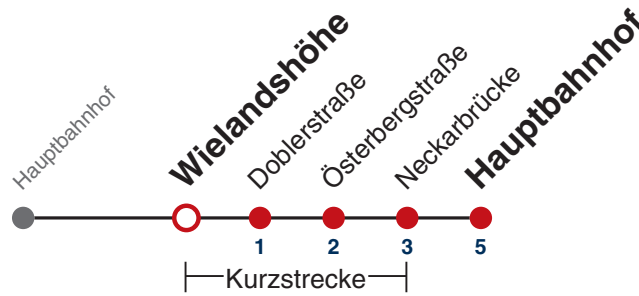 Hauptbahnhof
Wielandshöhe
Doblerstraße
Österbergstraße
Neckarbrücke
Hauptbahnhof
1 2 3 5
Kurzstrecke